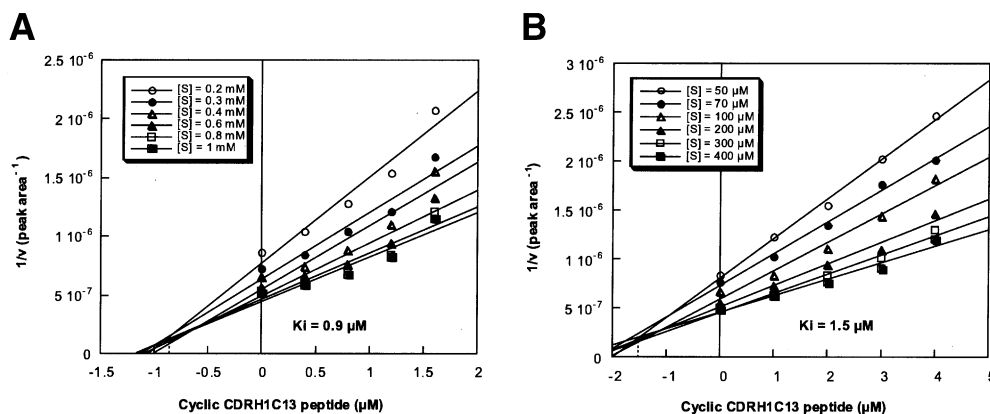 A
1/v (peak area⁻¹)
2.5 10⁻⁶
2 10⁻⁶
1.5 10⁻⁶
1 10⁻⁶
5 10⁻⁷
0
[S] = 0.2 mM
[S] = 0.3 mM
[S] = 0.4 mM
[S] = 0.6 mM
[S] = 0.8 mM
[S] = 1 mM
Ki = 0.9 µM
-1.5 -1 -0.5 0 0.5 1 1.5 2
Cyclic CDRH1C13 peptide (µM)
B
1/v (peak area⁻¹)
3 10⁻⁶
2.5 10⁻⁶
2 10⁻⁶
1.5 10⁻⁶
1 10⁻⁶
5 10⁻⁷
0
[S] = 50 µM
[S] = 70 µM
[S] = 100 µM
[S] = 200 µM
[S] = 300 µM
[S] = 400 µM
Ki = 1.5 µM
-2 -1 0 1 2 3 4 5
Cyclic CDRH1C13 peptide (µM)